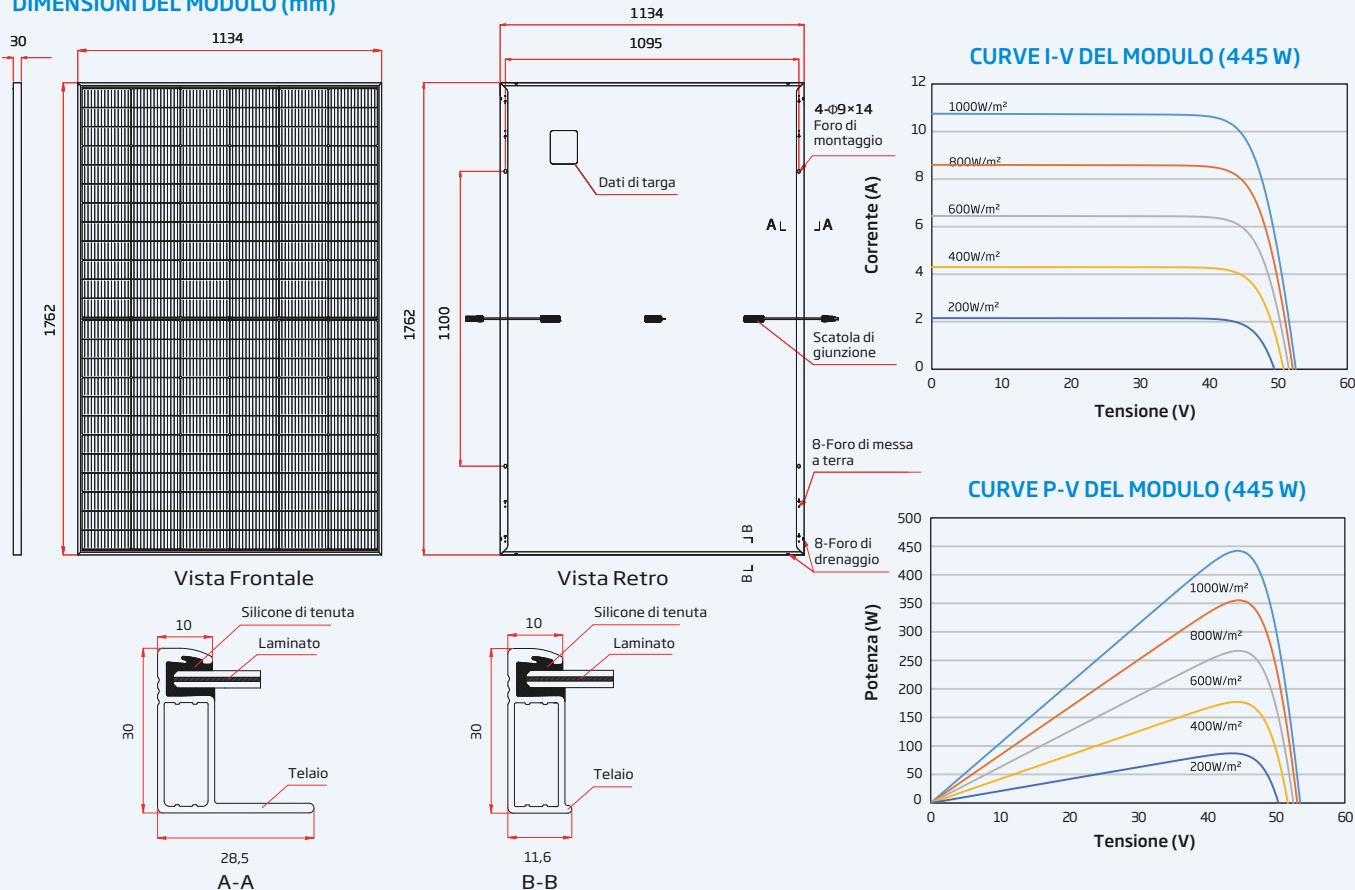 DIMENSIONI DEL MODULO (mm)
30
1134
1762
Vista Frontale
1134
1095
4-Φ9×14
Foro di
montaggio
Dati di targa
A
A
1762
1100
Scatola di
giunzione
8-Foro di messa
a terra
B
B
8-Foro di
drenaggio
Vista Retro
10
Silicone di tenuta
Laminato
30
Telaio
28,5
A-A
10
Silicone di tenuta
Laminato
30
Telaio
11,6
B-B
CURVE I-V DEL MODULO (445 W)
Corrente (A)
12
10
8
6
4
2
0
1000W/m²
800W/m²
600W/m²
400W/m²
200W/m²
0 10 20 30 40 50 60
Tensione (V)
CURVE P-V DEL MODULO (445 W)
Potenza (W)
500
450
400
350
300
250
200
150
100
50
0
1000W/m²
800W/m²
600W/m²
400W/m²
200W/m²
0 10 20 30 40 50 60
Tensione (V)